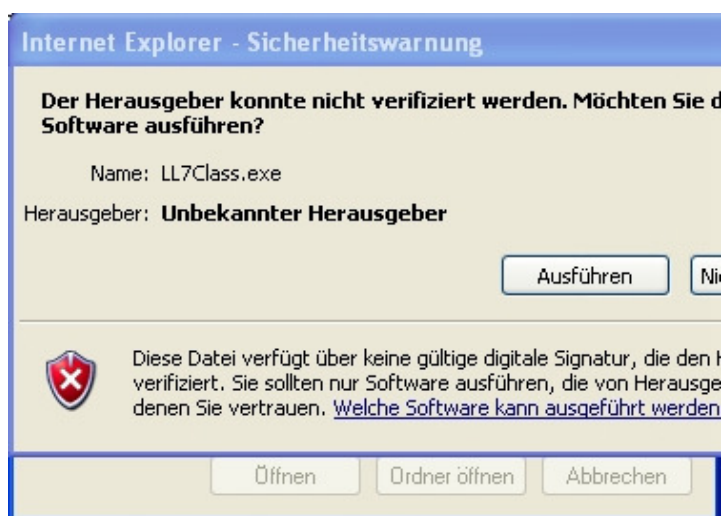 Internet Explorer - Sicherheitswarnung
Der Herausgeber konnte nicht verifiziert werden. Möchten Sie d
Software ausführen?
Name: LL7Class.exe
Herausgeber: Unbekannter Herausgeber
Ausführen
Nic
Diese Datei verfügt über keine gültige digitale Signatur, die den H
verifiziert. Sie sollten nur Software ausführen, die von Herausge
denen Sie vertrauen. Welche Software kann ausgeführt werden
Öffnen Ordner öffnen Abbrechen